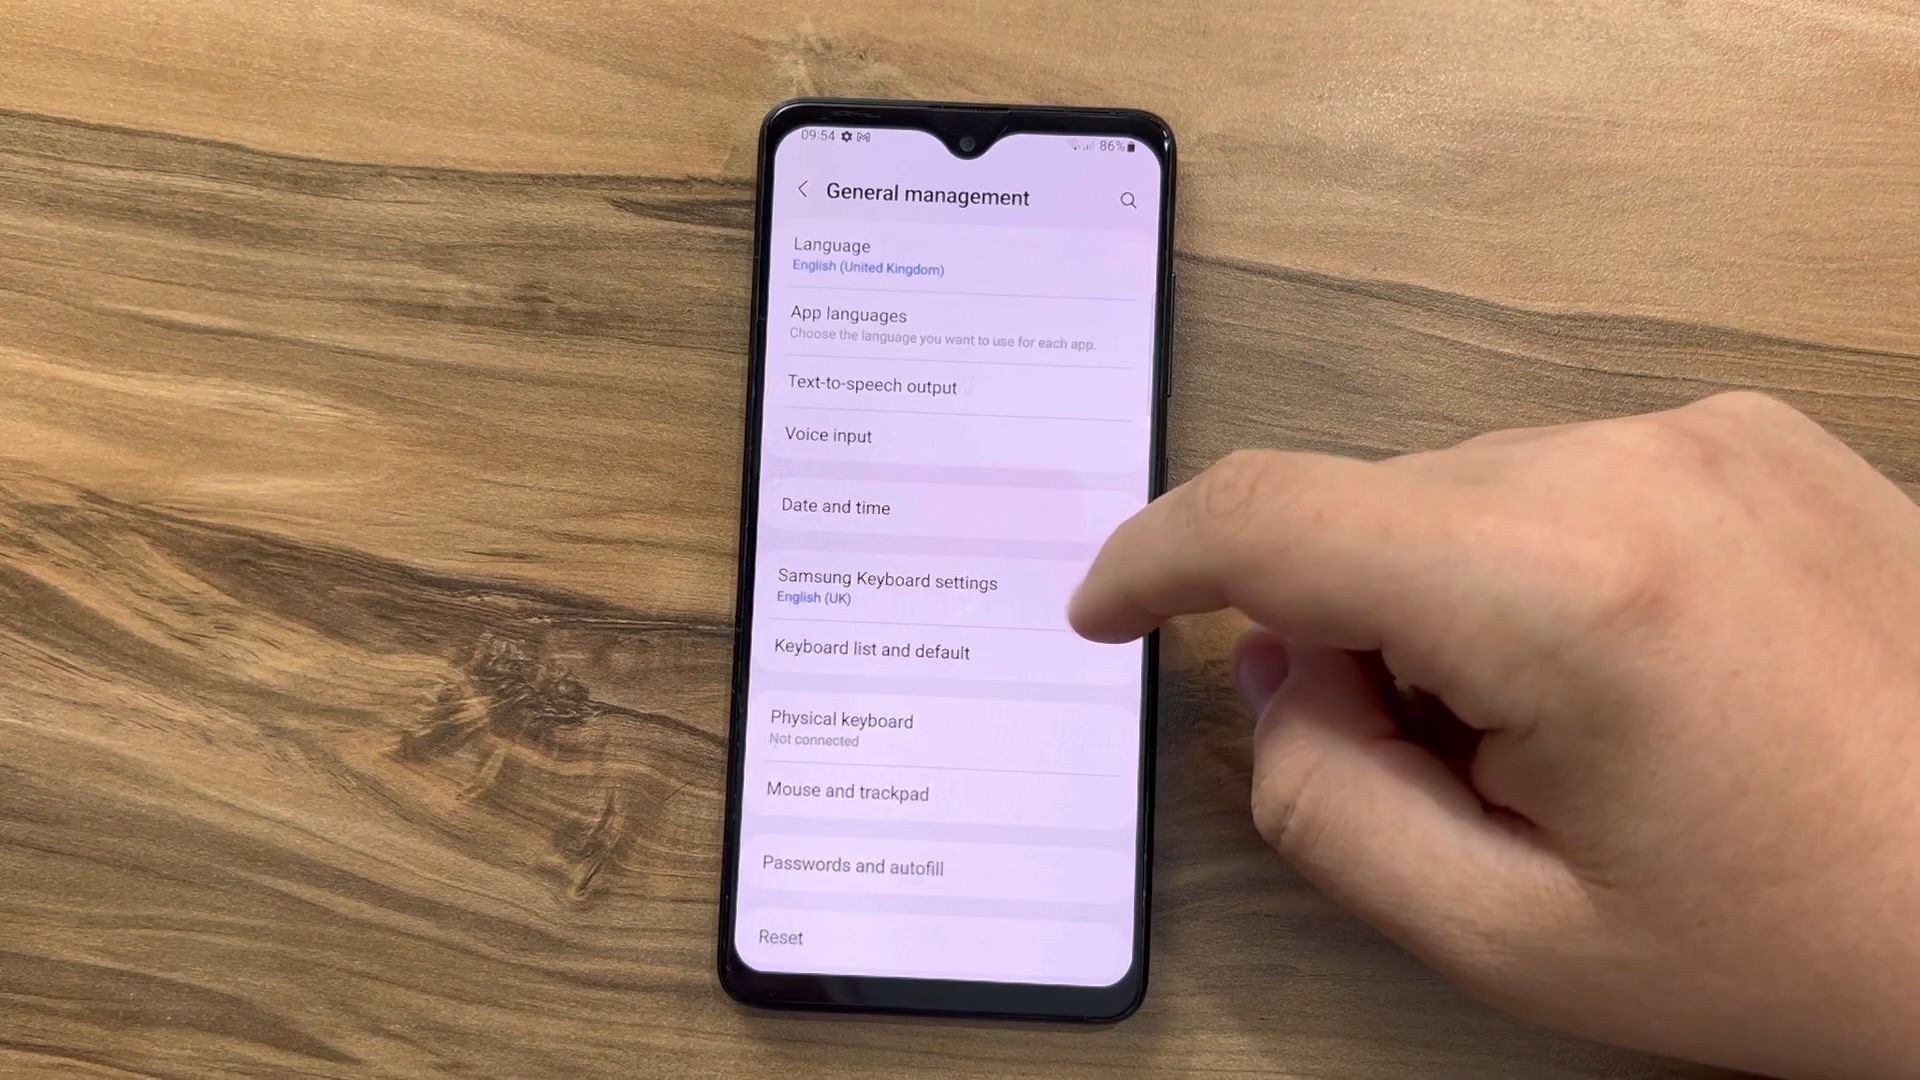 09:54
86%
General management
Language
English (United Kingdom)
App languages
Choose the language you want to use for each app.
Text-to-speech output
Voice input
Date and time
Samsung Keyboard settings
English (UK)
Keyboard list and default
Physical keyboard
Not connected
Mouse and trackpad
Passwords and autofill
Reset